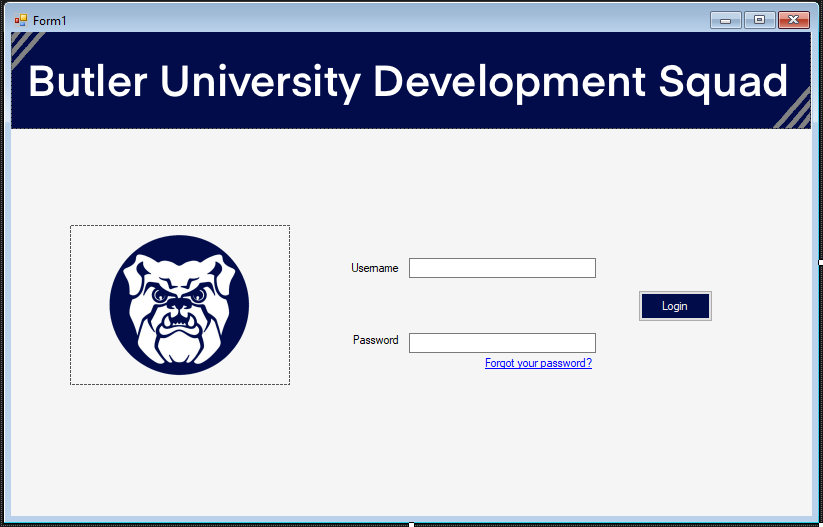 Form1
Butler University Development Squad
Username
Login
Password
Forgot your password?